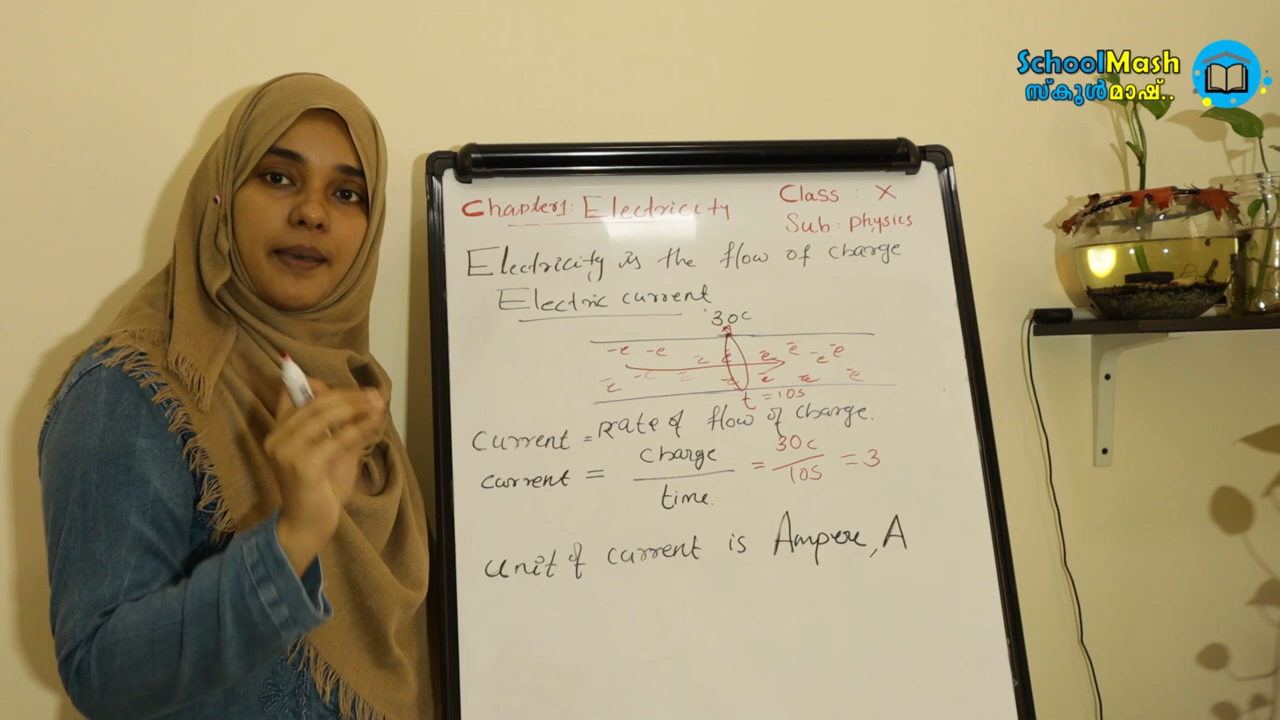 SchoolMash
സ്കൂൾമാഷ്..
Chapter1: Electricity
Class : X
Sub : Physics
Electricity is the flow of charge
Electric current
30c
-e -e -e e e e -e e
e -e e -e e e e
t = 10s
Current = Rate of flow of charge.
current = charge / time. = 30c / 10s = 3
unit of current is Ampere, A